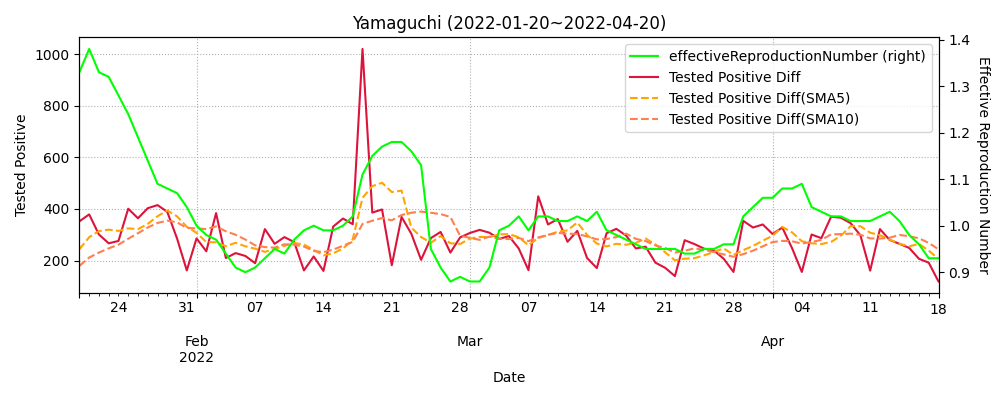 Yamaguchi (2022-01-20~2022-04-20)
effectiveReproductionNumber (right)
Tested Positive Diff
Tested Positive Diff(SMA5)
Tested Positive Diff(SMA10)
Tested Positive
1000
800
600
400
200
Effective Reproduction Number
1.4
1.3
1.2
1.1
1.0
0.9
24 31 07 14 21 28 07 14 21 28 04 11 18
Feb Mar Apr
2022
Date